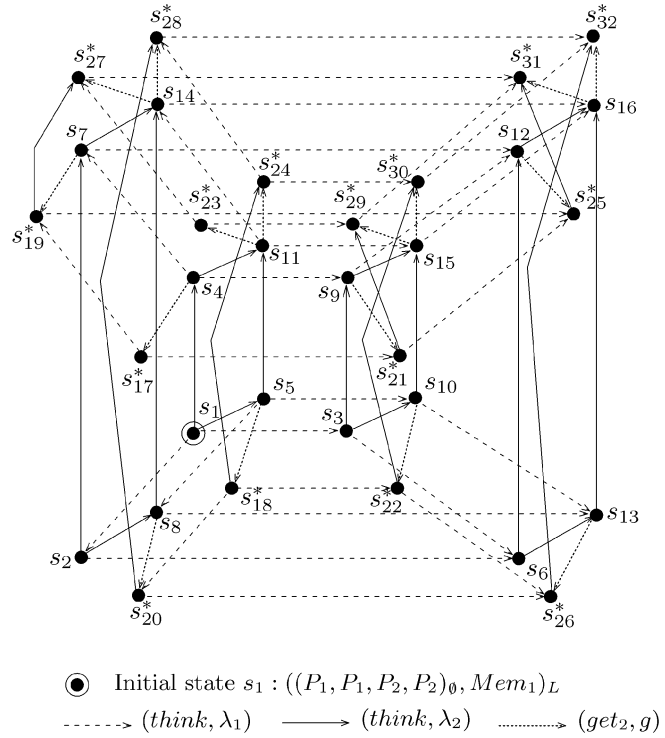 s*28
s*32
s*27
s*31
s14
s16
s7
s12
s*24
s*30
s*23
s*29
s*25
s*19
s11
s15
s4
s9
s*17
s*21
s5
s10
s1
s3
s*18
s*22
s8
s13
s2
s6
s*20
s*26
Initial state s1 : ((P1, P1, P2, P2)∅, Mem1)L
(think, λ1) (think, λ2) (get2, g)